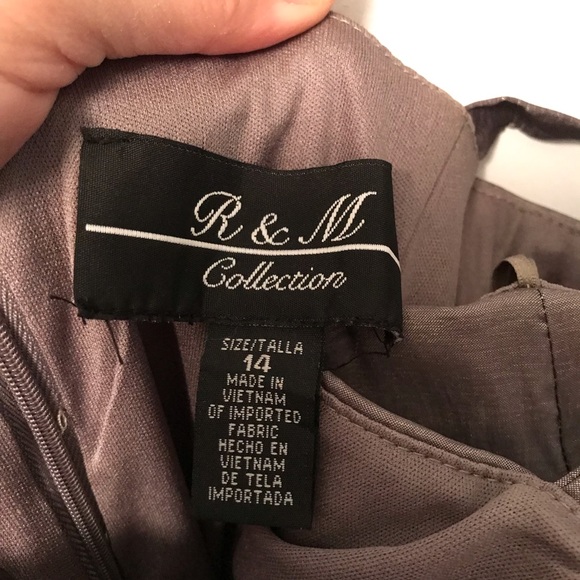 R & M
Collection
SIZE/TALLA
14
MADE IN
VIETNAM
OF IMPORTED
FABRIC
HECHO EN
VIETNAM
DE TELA
IMPORTADA